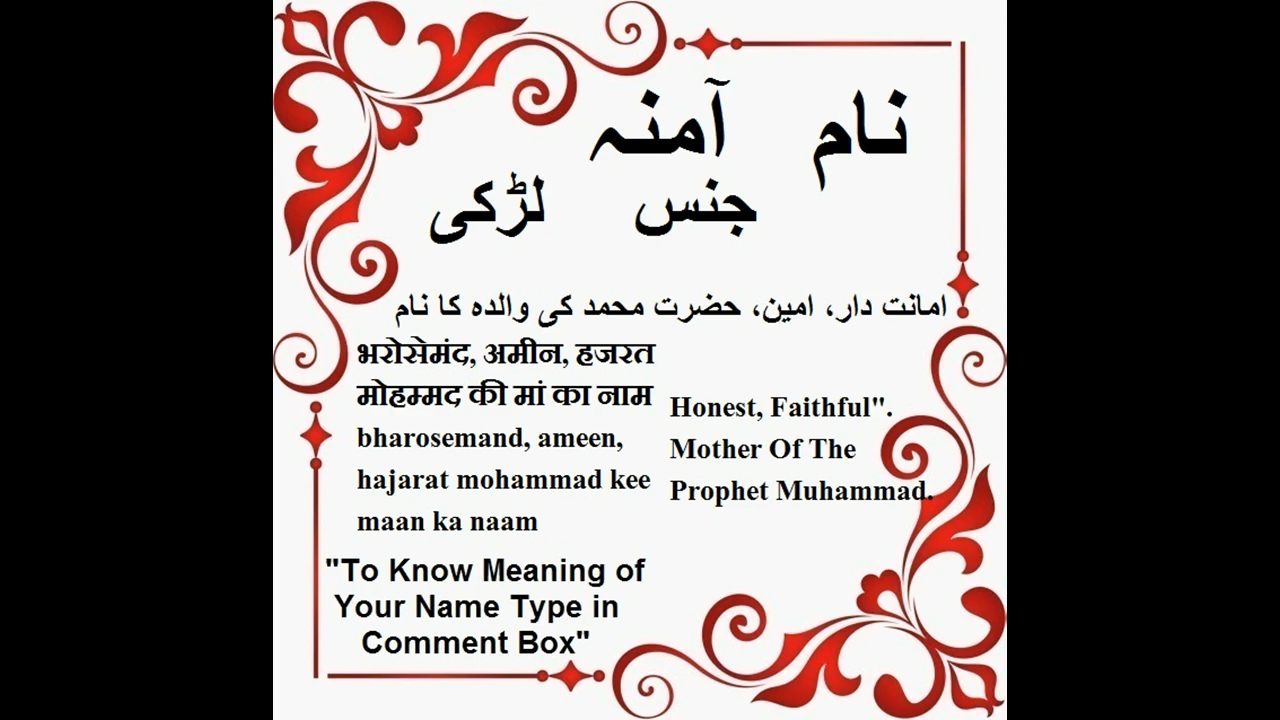 نام آمنہ
جنس لڑکی
امانت دار، امین، حضرت محمد کی والدہ کا نام
भरोसेमंद, अमीन, हजरत
मोहम्मद की मां का नाम
bharosemand, ameen,
hajarat mohammad kee
maan ka naam
Honest, Faithful".
Mother Of The
Prophet Muhammad.
"To Know Meaning of
Your Name Type in
Comment Box"